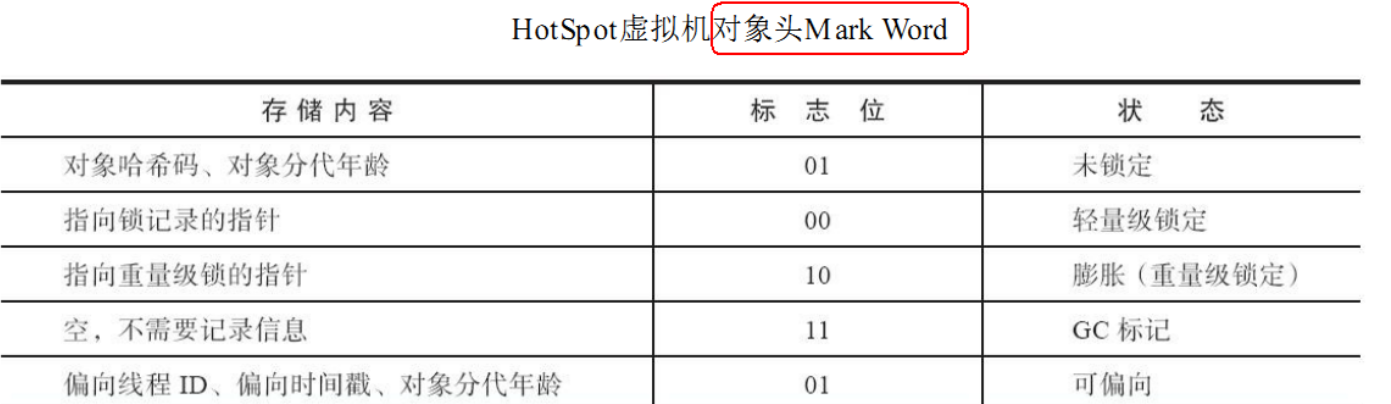 HotSpot虚拟机对象头Mark Word
存储内容 标志位 状态
对象哈希码、对象分代年龄 01 未锁定
指向锁记录的指针 00 轻量级锁定
指向重量级锁的指针 10 膨胀（重量级锁定）
空，不需要记录信息 11 GC 标记
偏向线程 ID、偏向时间戳、对象分代年龄 01 可偏向